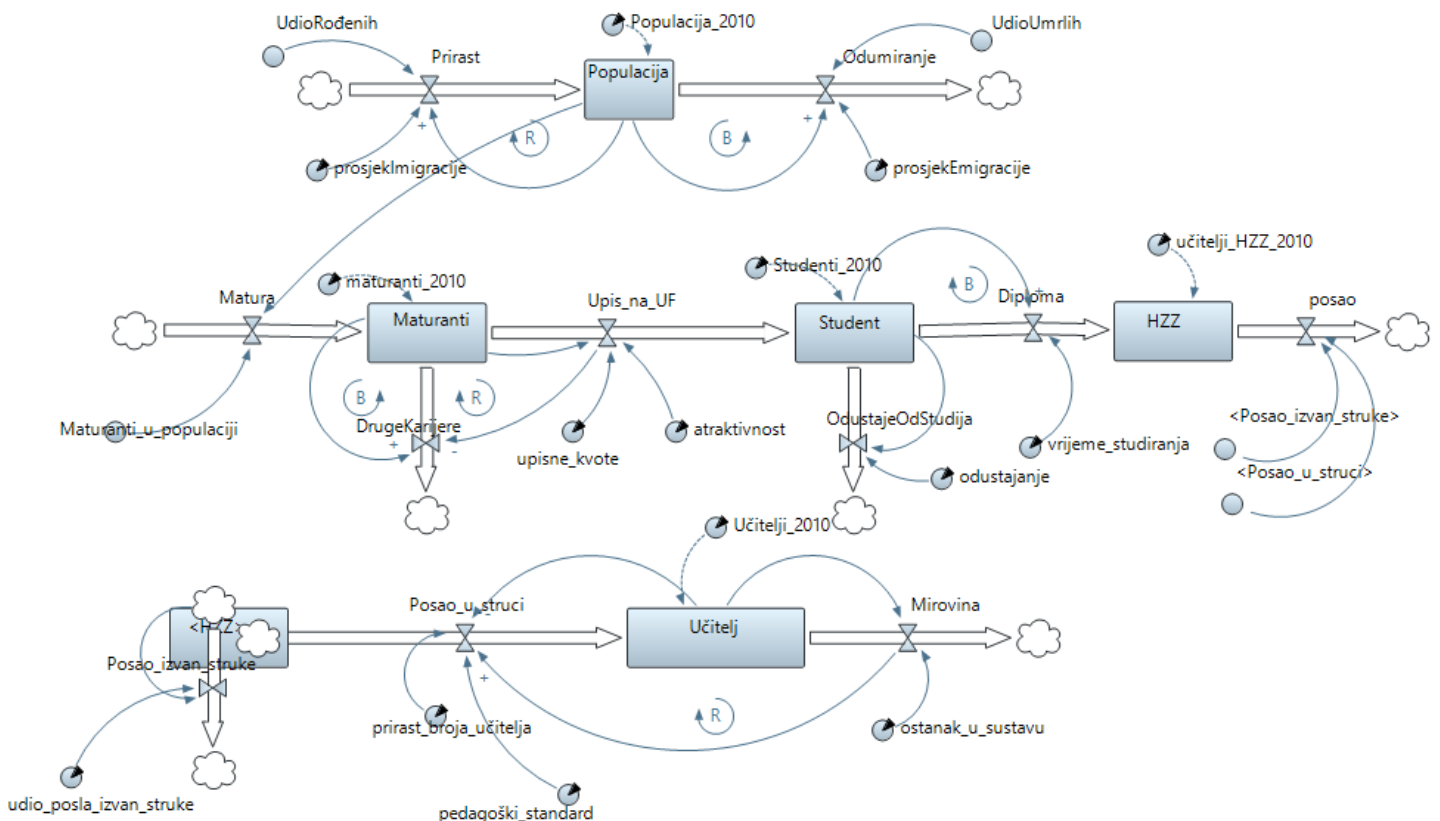 UdioRođenih
Populacija_2010
UdioUmrlih
Prirast
Odumiranje
Populacija
+
R
B
+
prosjekImigracije
prosjekEmigracije
učitelji_HZZ_2010
Studenti_2010
maturanti_2010
B
Matura
Upis_na_UF
Diploma
+
posao
Maturanti
Student
HZZ
B
R
Maturanti_u_populaciji
DrugeKarijere
OdustajeOdStudija
<Posao_izvan_struke>
+
-
upisne_kvote
atraktivnost
vrijeme_studiranja
<Posao_u_struci>
odustajanje
Učitelji_2010
Posao_u_struci
Mirovina
<HZZ>
Učitelj
Posao_izvan_struke
+
R
prirast_broja_učitelja
ostanak_u_sustavu
udio_posla_izvan_struke
pedagoški_standard